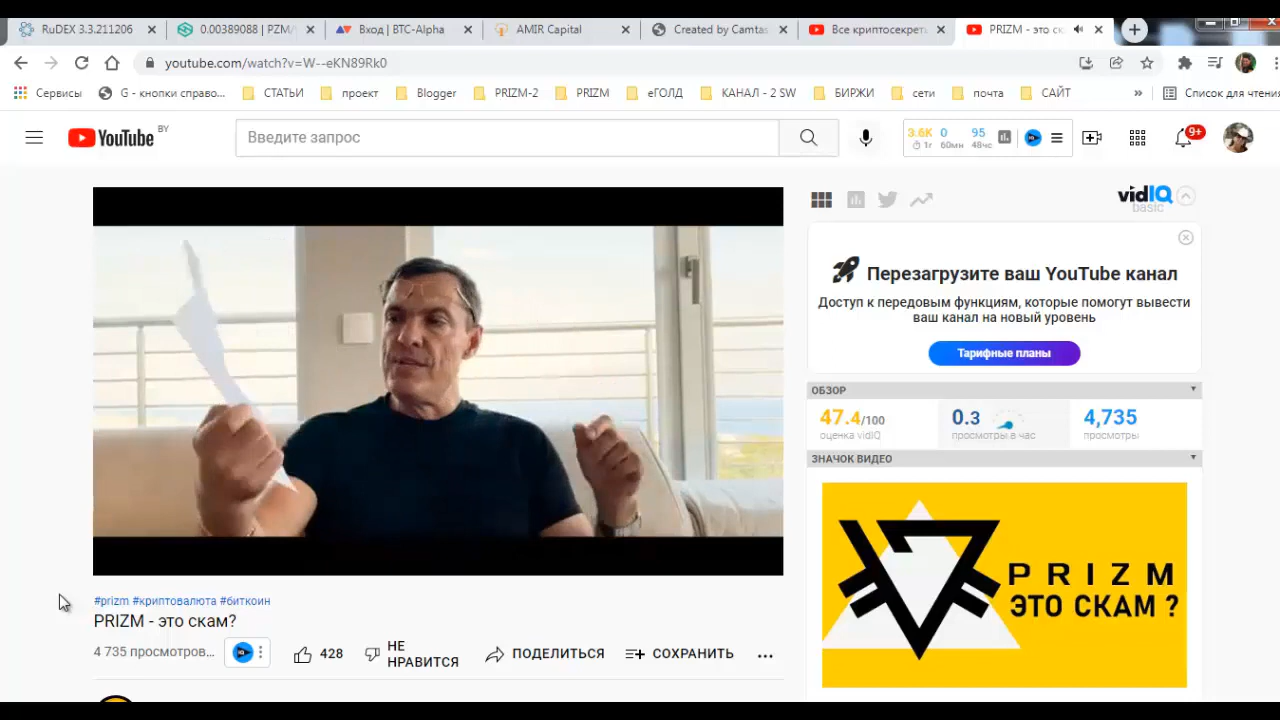 RuDEX 3.3.211206
0.00389088 | PZM/
Вход | BTC-Alpha
AMIR Capital
Created by Camtas
Все криптосекрет
PRIZM - это ск
youtube.com/watch?v=W--eKN89Rk0
Сервисы
G - кнопки справо...
СТАТЬИ
проект
Blogger
PRIZM-2
PRIZM
еГОЛД
КАНАЛ - 2 SW
БИРЖИ
сети
почта
САЙТ
»
Список для чтения
YouTube BY
Введите запрос
3.6K 0 95
1г 60мн 48чс
9+
vidIQ
basic
Перезагрузите ваш YouTube канал
Доступ к передовым функциям, которые помогут вывести
ваш канал на новый уровень
Тарифные планы
ОБЗОР
47.4/100
оценка vidIQ
0.3
просмотры в час
4,735
просмотры
ЗНАЧОК ВИДЕО
PRIZM
ЭТО СКАМ ?
#prizm #криптовалюта #биткоин
PRIZM - это скам?
4 735 просмотров...
428
НЕ
НРАВИТСЯ
ПОДЕЛИТЬСЯ
СОХРАНИТЬ